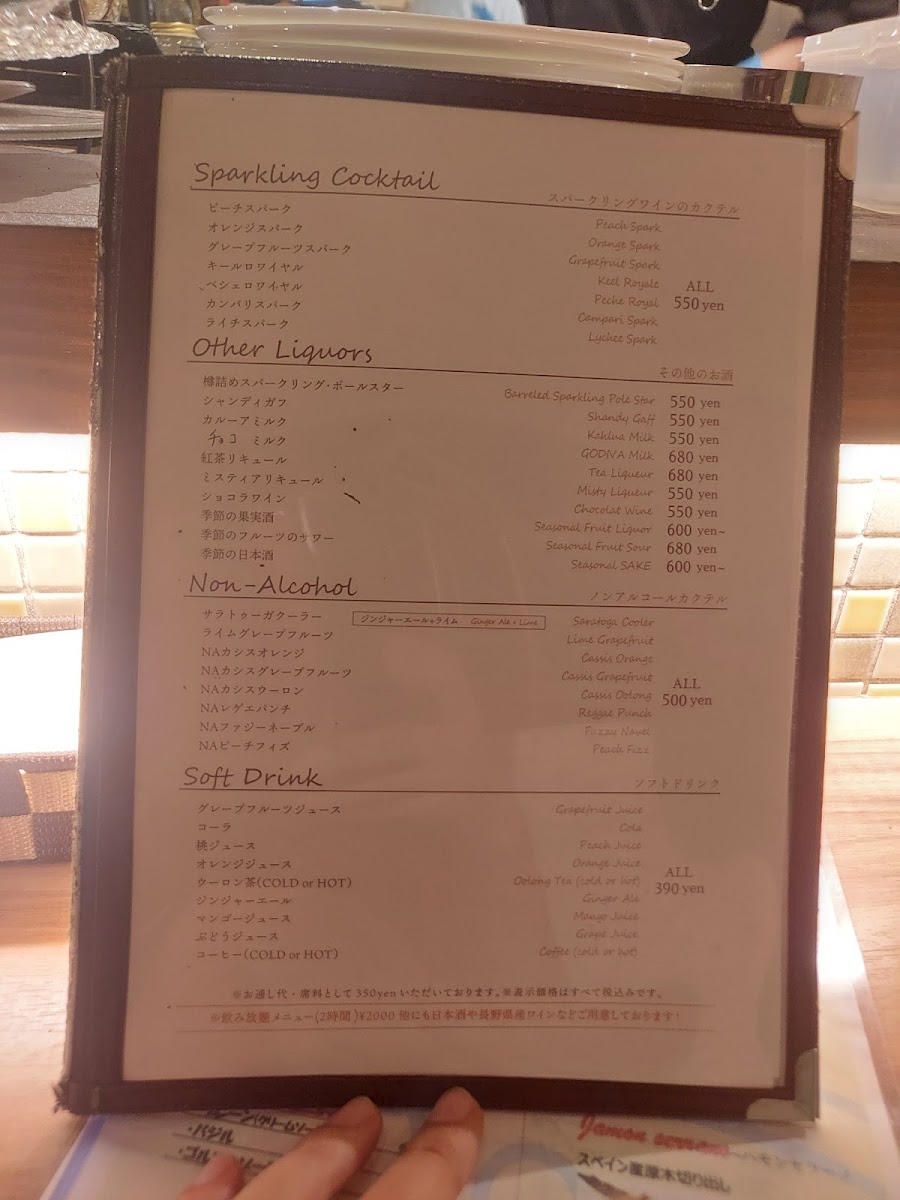 Sparkling Cocktail スパークリングワインのカクテル
ピーチスパーク Peach Spark
オレンジスパーク Orange Spark
グレープフルーツスパーク Grapefruit Spark
キールロワイヤル Keel Royale
ペシェロワイヤル Peche Royal
カンパリスパーク Campari Spark
ライチスパーク Lychee Spark
ALL
550 yen
Other Liquors その他のお酒
樽詰めスパークリング・ポールスター Barreled Sparkling Pole Star 550 yen
シャンディガフ Shandy Gaff 550 yen
カルーアミルク Kahlua Milk 550 yen
チョコ ミルク GODIVA Milk 680 yen
紅茶リキュール Tea Liqueur 680 yen
ミスティアリキュール Misty Liqueur 550 yen
ショコラワイン Chocolat Wine 550 yen
季節の果実酒 Seasonal Fruit Liquor 600 yen~
季節のフルーツのサワー Seasonal Fruit Sour 680 yen
季節の日本酒 Seasonal SAKE 600 yen~
Non-Alcohol ノンアルコールカクテル
サラトゥーガクーラー ジンジャーエール+ライム Ginger Ale + Lime Saratoga Cooler
ライムグレープフルーツ Lime Grapefruit
NAカシスオレンジ Cassis Orange
NAカシスグレープフルーツ Cassis Grapefruit
NAカシスウーロン Cassis Oolong
NAレゲエパンチ Reggae Punch
NAファジーネーブル Fuzzy Navel
NAピーチフィズ Peach Fizz
ALL
500 yen
Soft Drink ソフトドリンク
グレープフルーツジュース Grapefruit Juice
コーラ Cola
桃ジュース Peach Juice
オレンジジュース Orange Juice
ウーロン茶(COLD or HOT) Oolong Tea (cold or hot)
ジンジャーエール Ginger Ale
マンゴージュース Mango Juice
ぶどうジュース Grape Juice
コーヒー(COLD or HOT) Coffee (cold or hot)
ALL
390 yen
※お通し代・席料として350yenいただいております。※表示価格はすべて税込みです。
※飲み放題メニュー(2時間)¥2000 他にも日本酒や長野県産ワインなどご用意しております!
・バジル
Jamon serrano
スペイン産原木切り出し